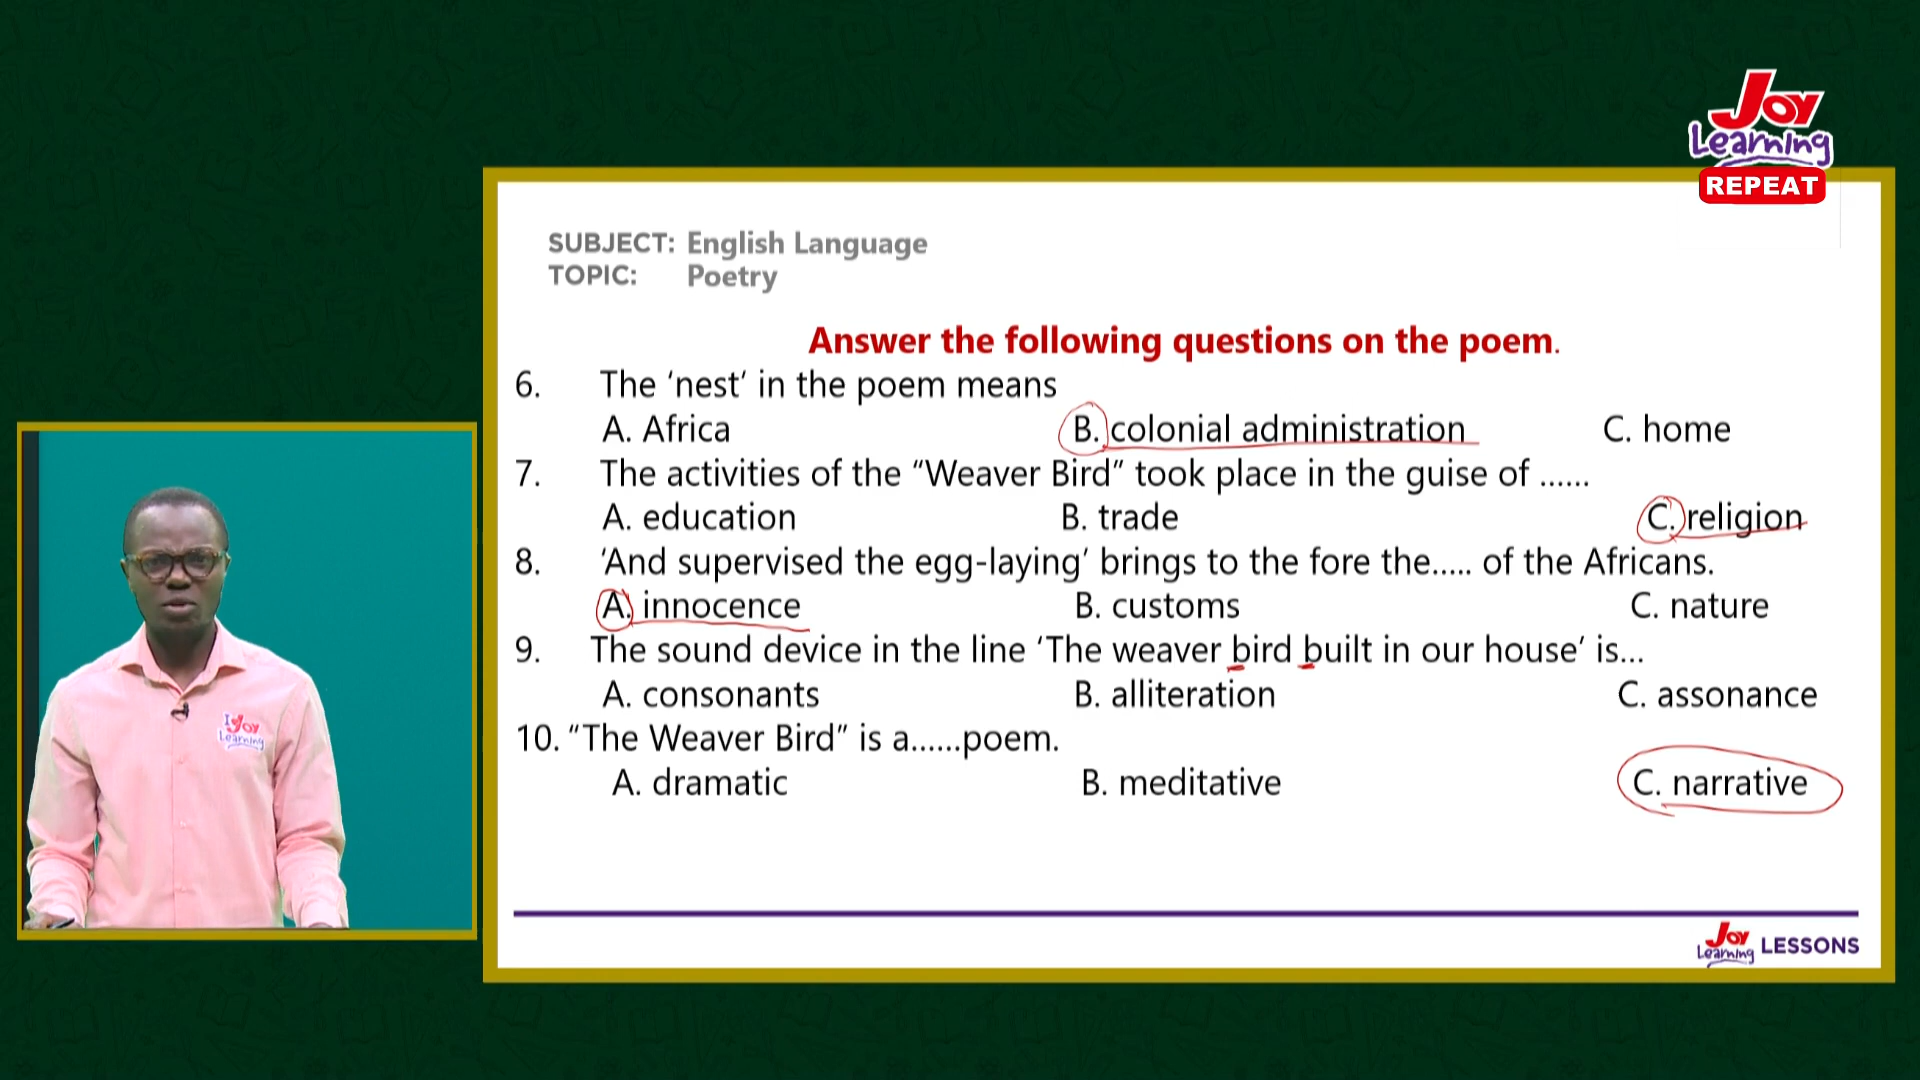 Joy
Learning
REPEAT
SUBJECT: English Language
TOPIC: Poetry
Answer the following questions on the poem.
6. The ‘nest’ in the poem means
A. Africa B. colonial administration C. home
7. The activities of the “Weaver Bird” took place in the guise of ......
A. education B. trade C. religion
8. ‘And supervised the egg-laying’ brings to the fore the..... of the Africans.
A. innocence B. customs C. nature
9. The sound device in the line ‘The weaver bird built in our house’ is...
A. consonants B. alliteration C. assonance
10. “The Weaver Bird” is a......poem.
A. dramatic B. meditative C. narrative
I Joy
Learning
Joy
Learning LESSONS